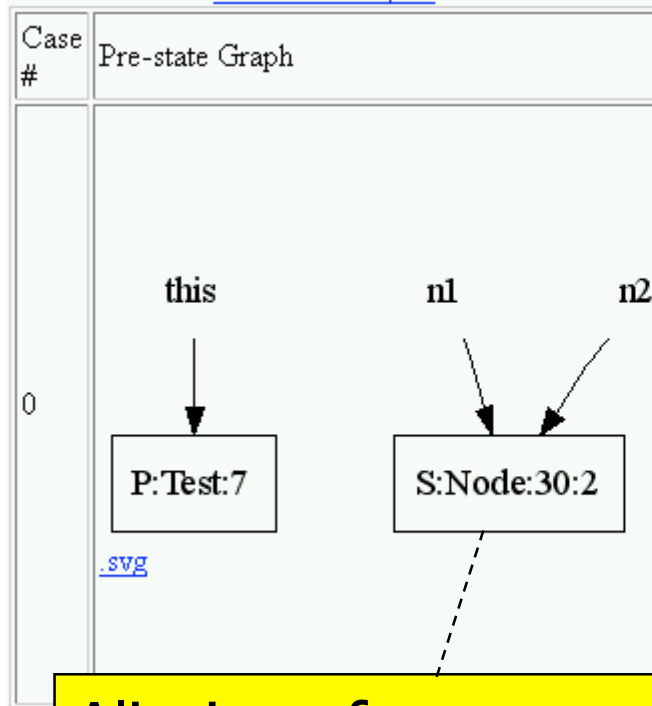 Case
#
Pre-state Graph
this
n1
n2
0
P:Test:7
S:Node:30:2
.svg